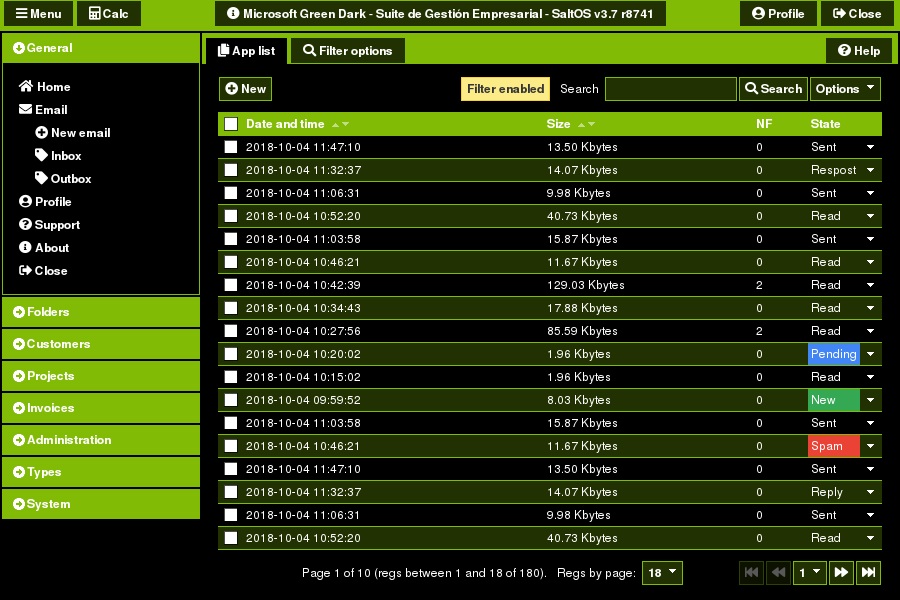 Menu Calc Microsoft Green Dark - Suite de Gestión Empresarial - SaltOS v3.7 r8741 Profile Close
General
Home
Email
New email
Inbox
Outbox
Profile
Support
About
Close
Folders
Customers
Projects
Invoices
Administration
Types
System
App list Filter options Help
New Filter enabled Search Search Options
Date and time Size NF State
2018-10-04 11:47:10 13.50 Kbytes 0 Sent
2018-10-04 11:32:37 14.07 Kbytes 0 Respost
2018-10-04 11:06:31 9.98 Kbytes 0 Sent
2018-10-04 10:52:20 40.73 Kbytes 0 Read
2018-10-04 11:03:58 15.87 Kbytes 0 Sent
2018-10-04 10:46:21 11.67 Kbytes 0 Read
2018-10-04 10:42:39 129.03 Kbytes 2 Read
2018-10-04 10:34:43 17.88 Kbytes 0 Read
2018-10-04 10:27:56 85.59 Kbytes 2 Read
2018-10-04 10:20:02 1.96 Kbytes 0 Pending
2018-10-04 10:15:02 1.96 Kbytes 0 Read
2018-10-04 09:59:52 8.03 Kbytes 0 New
2018-10-04 11:03:58 15.87 Kbytes 0 Sent
2018-10-04 10:46:21 11.67 Kbytes 0 Spam
2018-10-04 11:47:10 13.50 Kbytes 0 Sent
2018-10-04 11:32:37 14.07 Kbytes 0 Reply
2018-10-04 11:06:31 9.98 Kbytes 0 Sent
2018-10-04 10:52:20 40.73 Kbytes 0 Read
Page 1 of 10 (regs between 1 and 18 of 180). Regs by page: 18 1